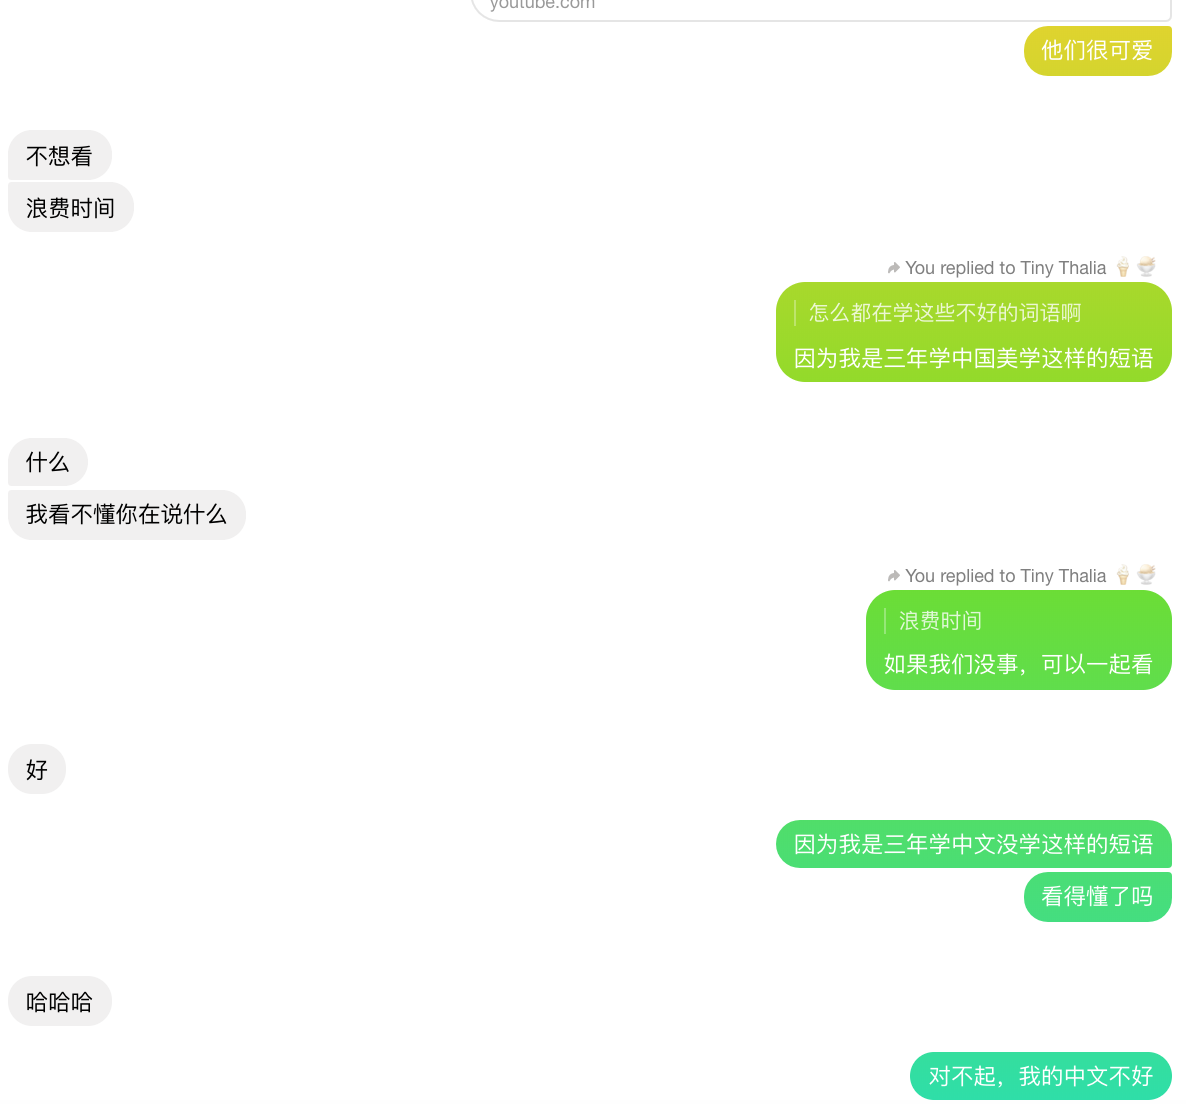 youtube.com
他们很可爱
不想看
浪费时间
You replied to Tiny Thalia 🍦🍨
怎么都在学这些不好的词语啊
因为我是三年学中国美学这样的短语
什么
我看不懂你在说什么
You replied to Tiny Thalia 🍦🍨
浪费时间
如果我们没事，可以一起看
好
因为我是三年学中文没学这样的短语
看得懂了吗
哈哈哈
对不起，我的中文不好